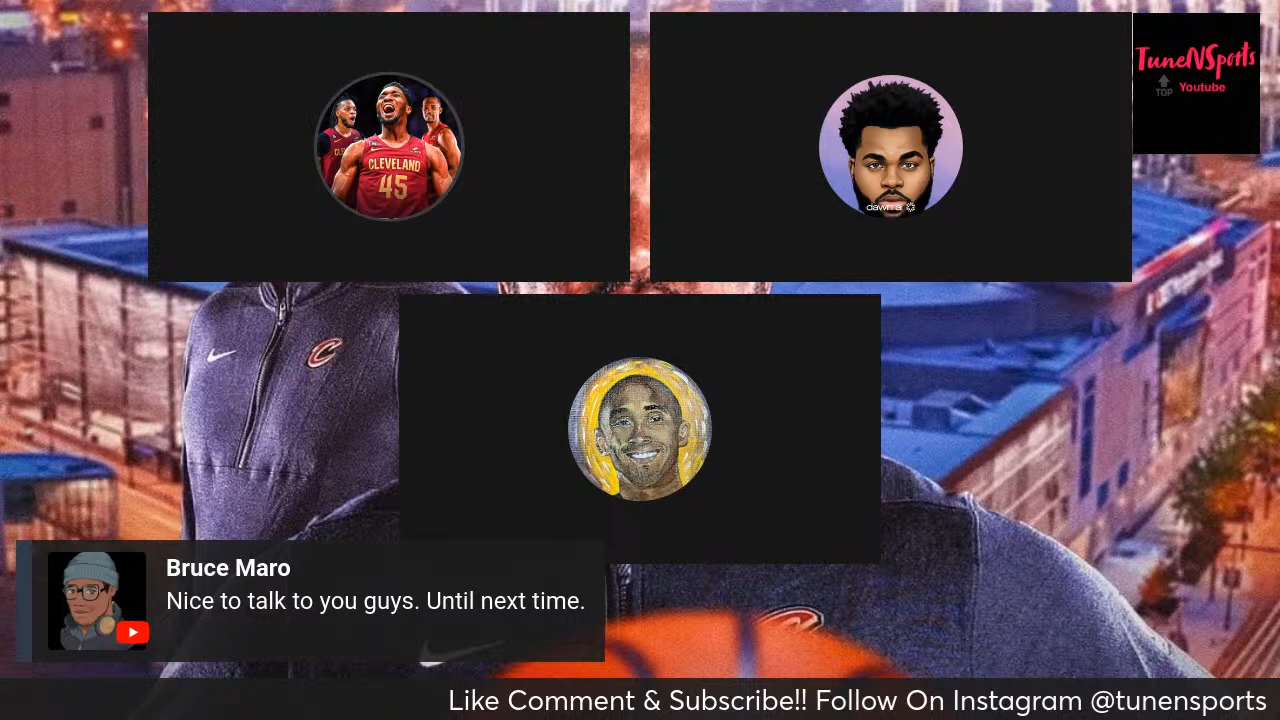 TuneNSports
TOP Youtube
CLEVELAND
45
dawn a
Bruce Maro
Nice to talk to you guys. Until next time.
Like Comment & Subscribe!! Follow On Instagram @tunensports